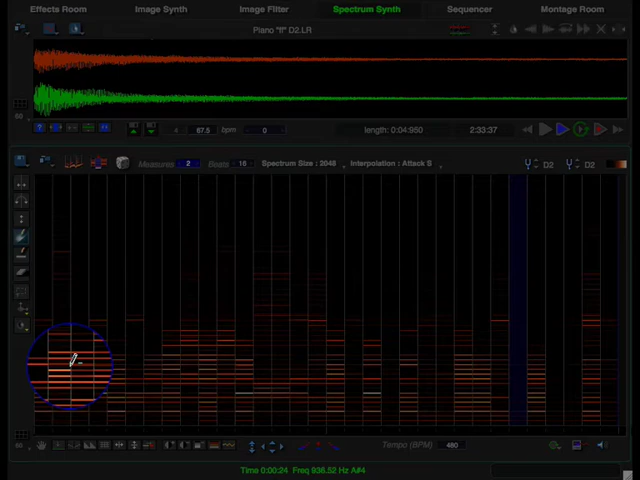 Effects Room Image Synth Image Filter Spectrum Synth Sequencer Montage Room
Piano "ff" D2.LR
60
? 4 67.5 bpm 0 length: 0:04:950 2:33:37
Measures 2 Beats 16 Spectrum Size : 2048 Interpolation : Attack S D2 D2
66 Tempo (BPM) 480
Time 0:00:24 Freq 936.52 Hz A#4